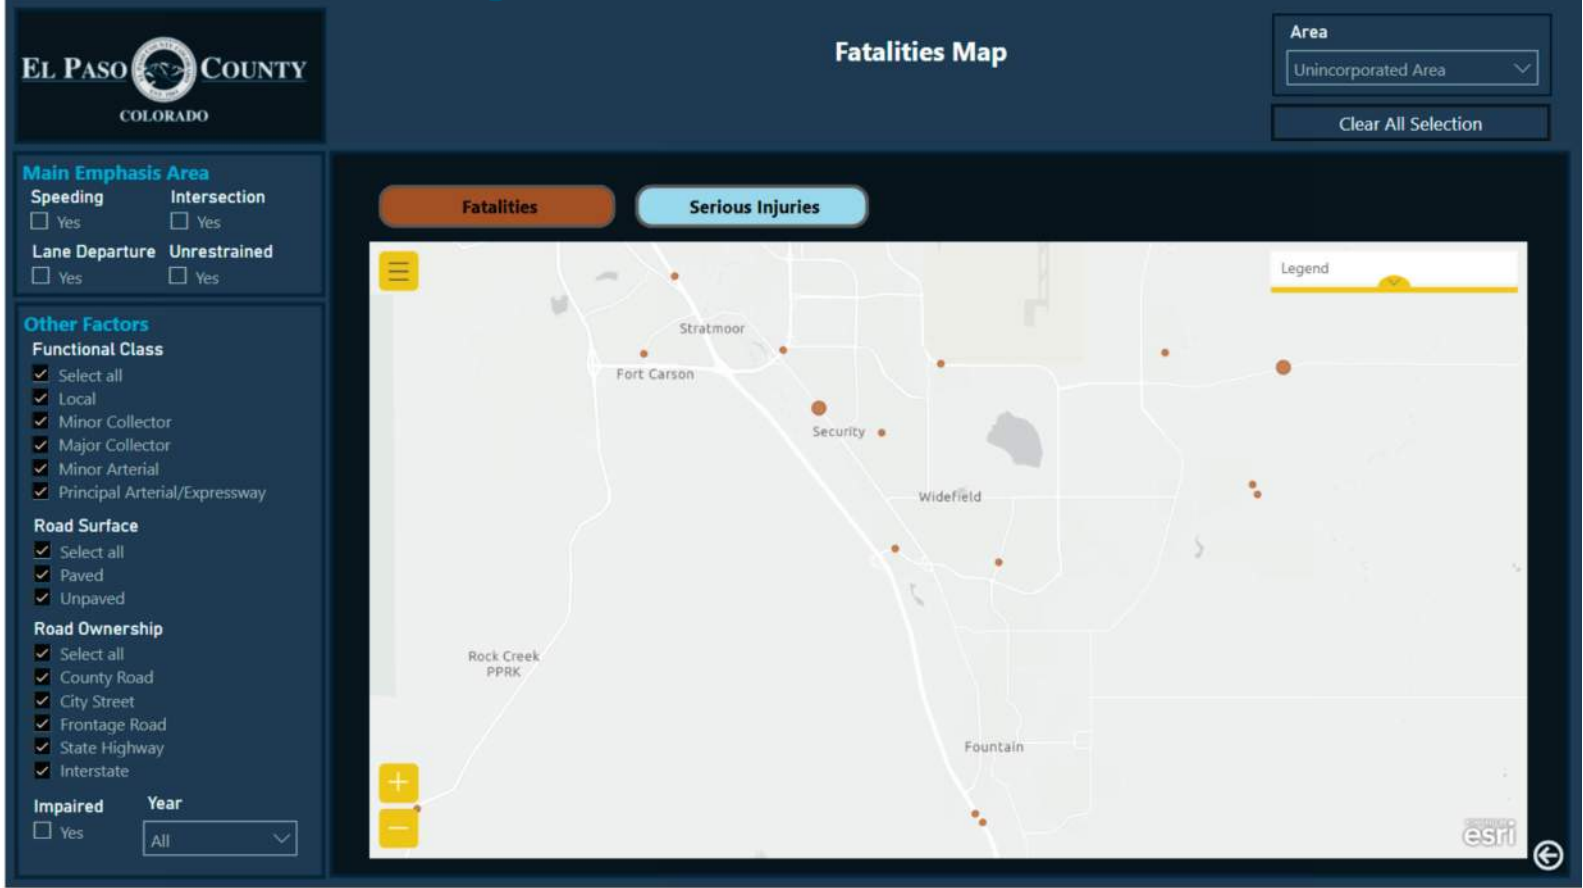 EL PASO COUNTY
COLORADO
Fatalities Map
Area
Unincorporated Area
Clear All Selection
Main Emphasis Area
Speeding Intersection
Yes Yes
Lane Departure Unrestrained
Yes Yes
Other Factors
Functional Class
Select all
Local
Minor Collector
Major Collector
Minor Arterial
Principal Arterial/Expressway
Road Surface
Select all
Paved
Unpaved
Road Ownership
Select all
County Road
City Street
Frontage Road
State Highway
Interstate
Impaired Year
Yes All
Fatalities Serious Injuries
Legend
Stratmoor
Fort Carson
Security
Widefield
Rock Creek
PPRK
Fountain
esri